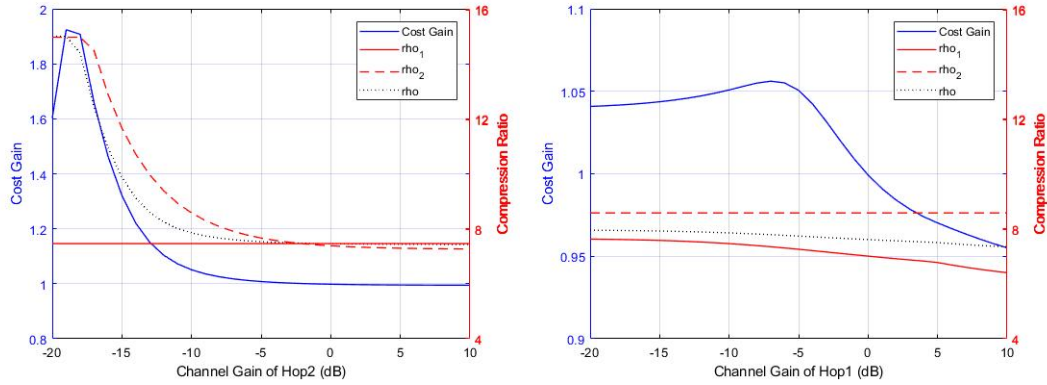 2
1.8
1.6
1.4
1.2
1
0.8
Cost Gain
16
12
8
4
Compression Ratio
Cost Gain
rho1
rho2
rho
-20
-15
-10
-5
0
5
10
Channel Gain of Hop2 (dB)
1.1
1.05
1
0.95
0.9
Cost Gain
16
12
8
4
Compression Ratio
Cost Gain
rho1
rho2
rho
-20
-15
-10
-5
0
5
10
Channel Gain of Hop1 (dB)